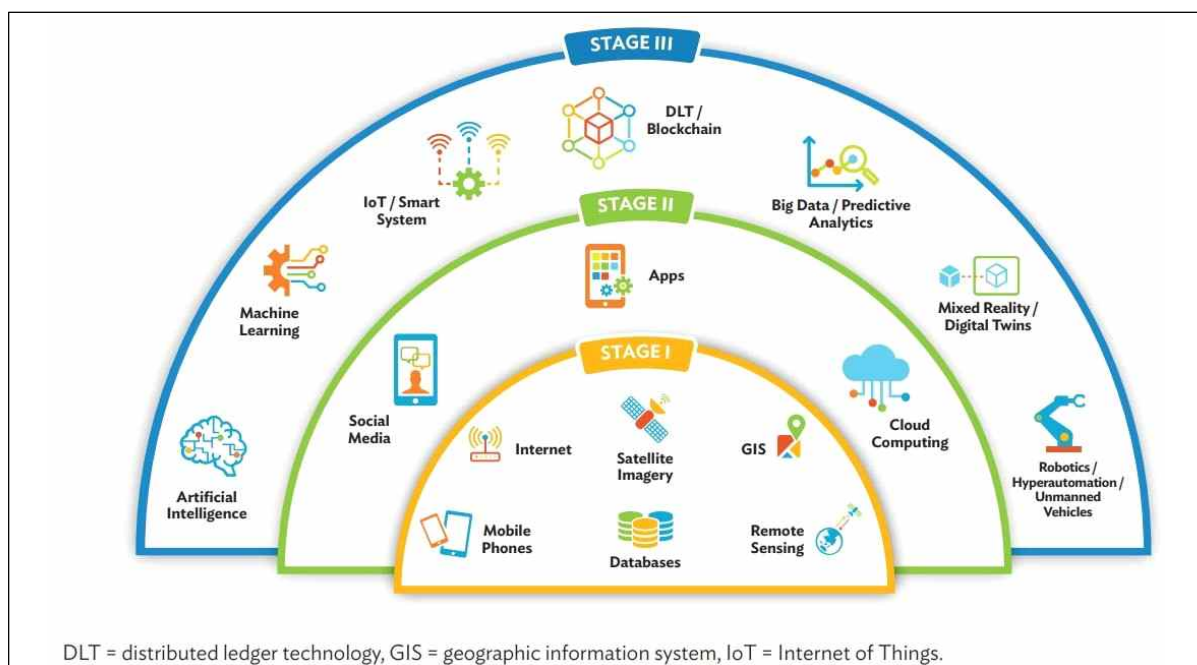 STAGE III
DLT /
Blockchain
IoT / Smart
System
Big Data / Predictive
Analytics
Machine
Learning
Mixed Reality /
Digital Twins
Artificial
Intelligence
Robotics /
Hyperautomation /
Unmanned
Vehicles
STAGE II
Apps
Social
Media
Cloud
Computing
STAGE I
Internet
Satellite
Imagery
GIS
Mobile
Phones
Databases
Remote
Sensing
DLT = distributed ledger technology, GIS = geographic information system, IoT = Internet of Things.